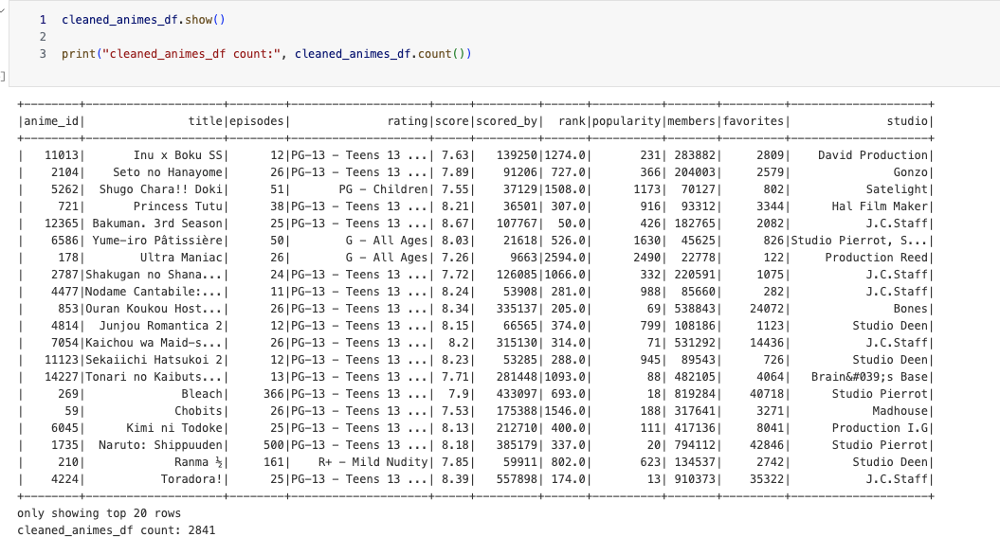 1 cleaned_animes_df.show()
2
3 print("cleaned_animes_df count:", cleaned_animes_df.count())
+--------+--------------------+--------+--------------------+-----+---------+------+----------+-------+---------+--------------------+
|anime_id|               title|episodes|              rating|score|scored_by|  rank|popularity|members|favorites|              studio|
+--------+--------------------+--------+--------------------+-----+---------+------+----------+-------+---------+--------------------+
|   11013|        Inu x Boku SS|      12|PG-13 - Teens 13 ...| 7.63|   139250|1274.0|       231| 283882|     2809|    David Production|
|    2104|     Seto no Hanayome|      26|PG-13 - Teens 13 ...| 7.89|    91206| 727.0|       366| 204003|     2579|               Gonzo|
|    5262|   Shugo Chara!! Doki|      51|       PG - Children| 7.55|    37129|1508.0|      1173|  70127|      802|           Satelight|
|     721|        Princess Tutu|      38|PG-13 - Teens 13 ...| 8.21|    36501| 307.0|       916|  93312|     3344|      Hal Film Maker|
|   12365|  Bakuman. 3rd Season|      25|PG-13 - Teens 13 ...| 8.67|   107767|  50.0|       426| 182765|     2082|          J.C.Staff|
|    6586|  Yume-iro Pâtissière|      50|        G - All Ages| 8.03|    21618| 526.0|      1630|  45625|      826|Studio Pierrot, S...|
|     178|         Ultra Maniac|      26|        G - All Ages| 7.26|     9663|2594.0|      2490|  22778|      122|     Production Reed|
|    2787|Shakugan no Shana...|      24|PG-13 - Teens 13 ...| 7.72|   126085|1066.0|       332| 220591|     1075|           J.C.Staff|
|    4477|Nodame Cantabile:...|      11|PG-13 - Teens 13 ...| 8.24|    53908| 281.0|       988|  85660|      282|           J.C.Staff|
|     853|Ouran Koukou Host...|      26|PG-13 - Teens 13 ...| 8.34|   335137| 205.0|        69| 538843|    24072|               Bones|
|    4814|    Junjou Romantica 2|      12|PG-13 - Teens 13 ...| 8.15|    66565| 374.0|       799| 108186|     1123|         Studio Deen|
|    7054|Kaichou wa Maid-s...|      26|PG-13 - Teens 13 ...|  8.2|   315130| 314.0|        71| 531292|    14436|           J.C.Staff|
|   11123|Sekaiichi Hatsukoi 2|      12|PG-13 - Teens 13 ...| 8.23|    53285| 288.0|       945|  89543|      726|         Studio Deen|
|   14227|Tonari no Kaibuts...|      13|PG-13 - Teens 13 ...| 7.71|   281448|1093.0|        88| 482105|     4064|    Brain&#039;s Base|
|     269|              Bleach|     366|PG-13 - Teens 13 ...|  7.9|   433097| 693.0|        18| 819284|    40718|      Studio Pierrot|
|      59|             Chobits|      26|PG-13 - Teens 13 ...| 7.53|   175388|1546.0|       188| 317641|     3271|            Madhouse|
|    6045|      Kimi ni Todoke|      25|PG-13 - Teens 13 ...| 8.13|   212710| 400.0|       111| 417136|     8041|      Production I.G|
|    1735|  Naruto: Shippuuden|     500|PG-13 - Teens 13 ...| 8.18|   385179| 337.0|        20| 794112|    42846|      Studio Pierrot|
|     210|             Ranma ½|     161|    R+ - Mild Nudity| 7.85|    59911| 802.0|       623| 134537|     2742|         Studio Deen|
|    4224|           Toradora!|      25|PG-13 - Teens 13 ...| 8.39|   557898| 174.0|        13| 910373|    35322|           J.C.Staff|
+--------+--------------------+--------+--------------------+-----+---------+------+----------+-------+---------+--------------------+
only showing top 20 rows
cleaned_animes_df count: 2841